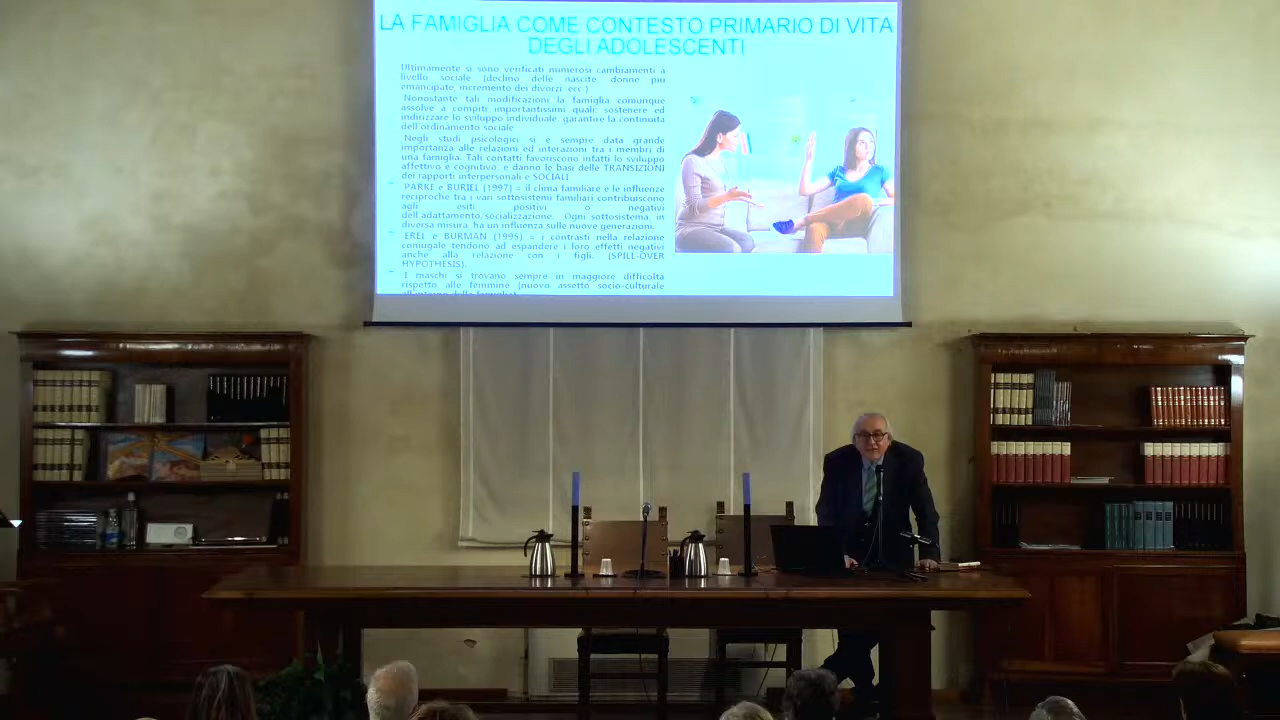 LA FAMIGLIA COME CONTESTO PRIMARIO DI VITA
DEGLI ADOLESCENTI
Ultimamente si sono verificati numerosi cambiamenti a
livello sociale (declino delle nascite, donne più
emancipate, incremento dei divorzi, ecc.)
Nonostante tali modificazioni la famiglia comunque
assolve a compiti importantissimi quali: sostenere ed
indirizzare lo sviluppo individuale, garantire la continuità
dell'ordinamento sociale
Negli studi psicologici si è sempre data grande
importanza alle relazioni ed interazioni tra i membri di
una famiglia. Tali contatti favoriscono infatti lo sviluppo
affettivo e cognitivo, e danno le basi delle TRANSIZIONI
dei rapporti interpersonali e SOCIALI
PARKE e BURIEL (1997) = il clima familiare e le influenze
reciproche tra i vari sottosistemi familiari contribuiscono
agli esiti positivi o negativi
dell'adattamento/socializzazione. Ogni sottosistema, in
diversa misura, ha un influenza sulle nuove generazioni.
EREL e BURMAN (1995) = i contrasti nella relazione
coniugale tendono ad espandere i loro effetti negativi
anche alla relazione con i figli. (SPILL-OVER
HYPOTHESIS).
I maschi si trovano sempre in maggiore difficoltà
rispetto alle femmine (nuovo assetto socio-culturale
all'interno della famiglia)